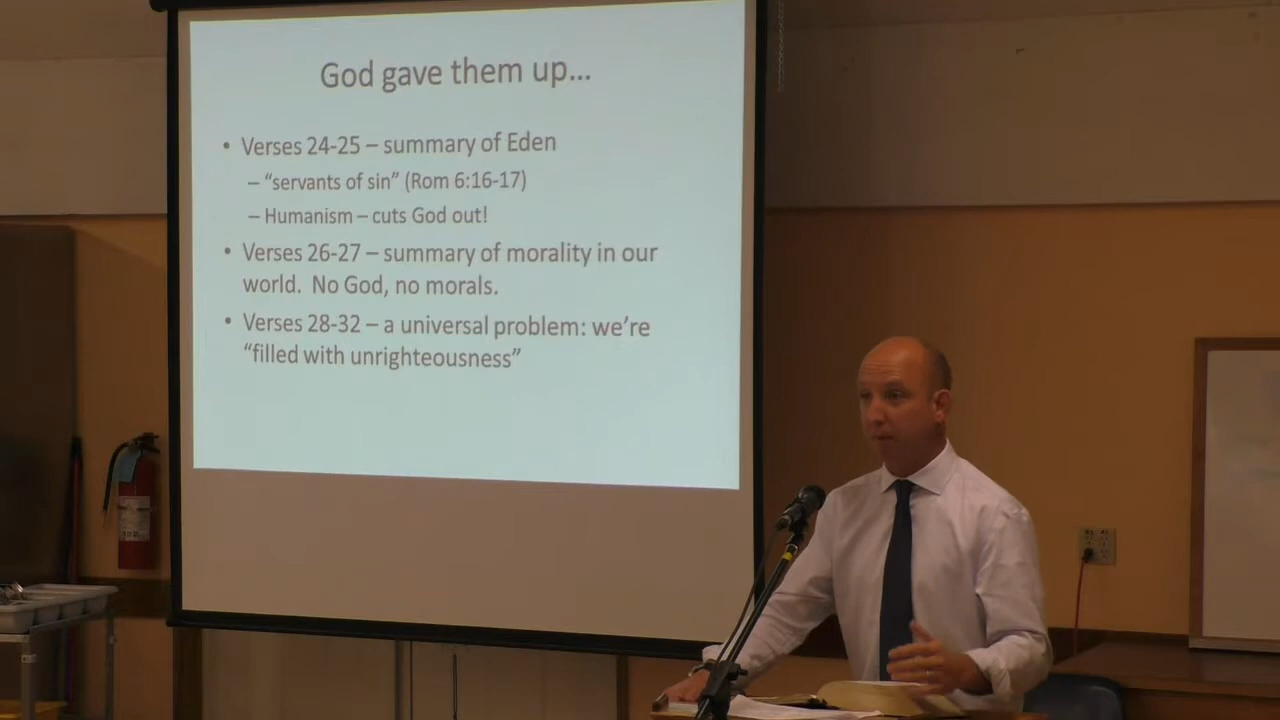 God gave them up...
• Verses 24-25 – summary of Eden
– “servants of sin” (Rom 6:16-17)
– Humanism – cuts God out!
• Verses 26-27 – summary of morality in our
world.  No God, no morals.
• Verses 28-32 – a universal problem: we’re
“filled with unrighteousness”